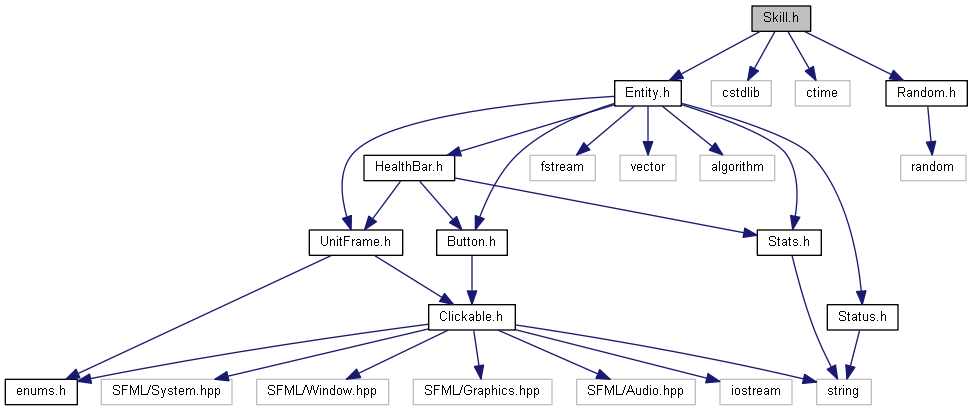 Skill.h
Entity.h
cstdlib
ctime
Random.h
HealthBar.h
fstream
vector
algorithm
random
UnitFrame.h
Button.h
Stats.h
Clickable.h
Status.h
enums.h
SFML/System.hpp
SFML/Window.hpp
SFML/Graphics.hpp
SFML/Audio.hpp
iostream
string